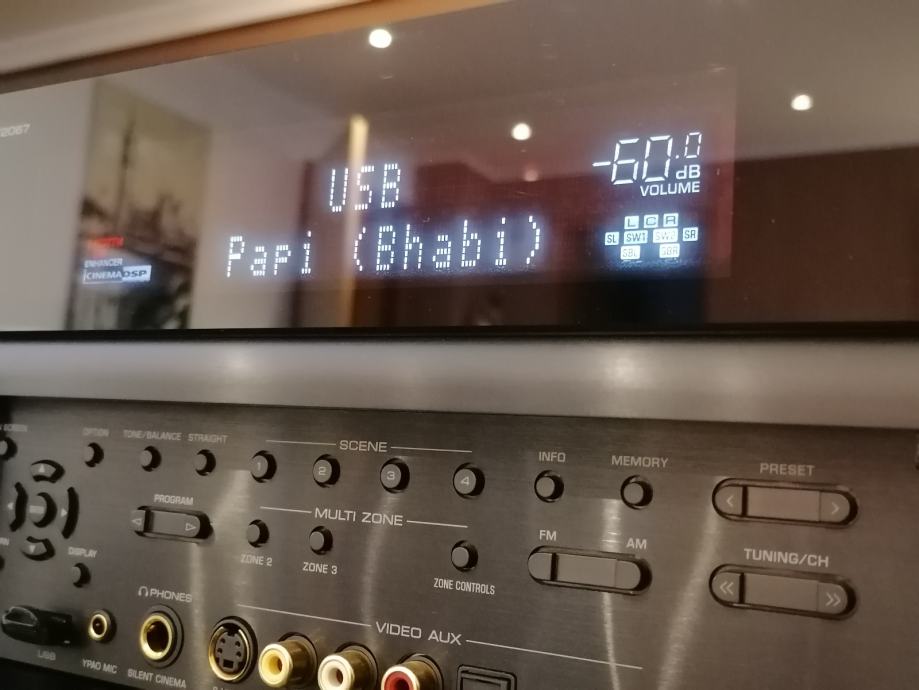 2067
USB
-60.0 dB
VOLUME
Papi (Bhabi)
L C R
SL SWT SR
SBL SBR
ENHANCER
CINEMA DSP
OPTION
TONE/BALANCE
STRAIGHT
SCENE
1 2 3 4
INFO
MEMORY
PRESET
PROGRAM
MULTI ZONE
ZONE 2
ZONE 3
ZONE CONTROLS
FM
AM
TUNING/CH
DISPLAY
PHONES
SILENT CINEMA
USB
YPAO MIC
VIDEO AUX